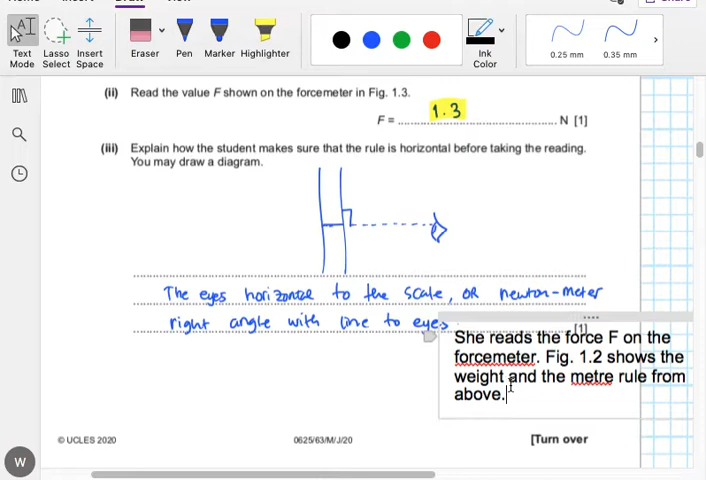 Draw
Text Mode
Lasso Select
Insert Space
Eraser
Pen
Marker
Highlighter
Ink Color
0.25 mm
0.35 mm
(ii) Read the value F shown on the forcemeter in Fig. 1.3.
F = 1.3 N [1]
(iii) Explain how the student makes sure that the rule is horizontal before taking the reading.
You may draw a diagram.
The eyes horizontal to the scale, OR newton-meter
right angle with line to eyes
[1]
She reads the force F on the
forcemeter. Fig. 1.2 shows the
weight and the metre rule from
above.
© UCLES 2020
0625/63/M/J/20
[Turn over
W